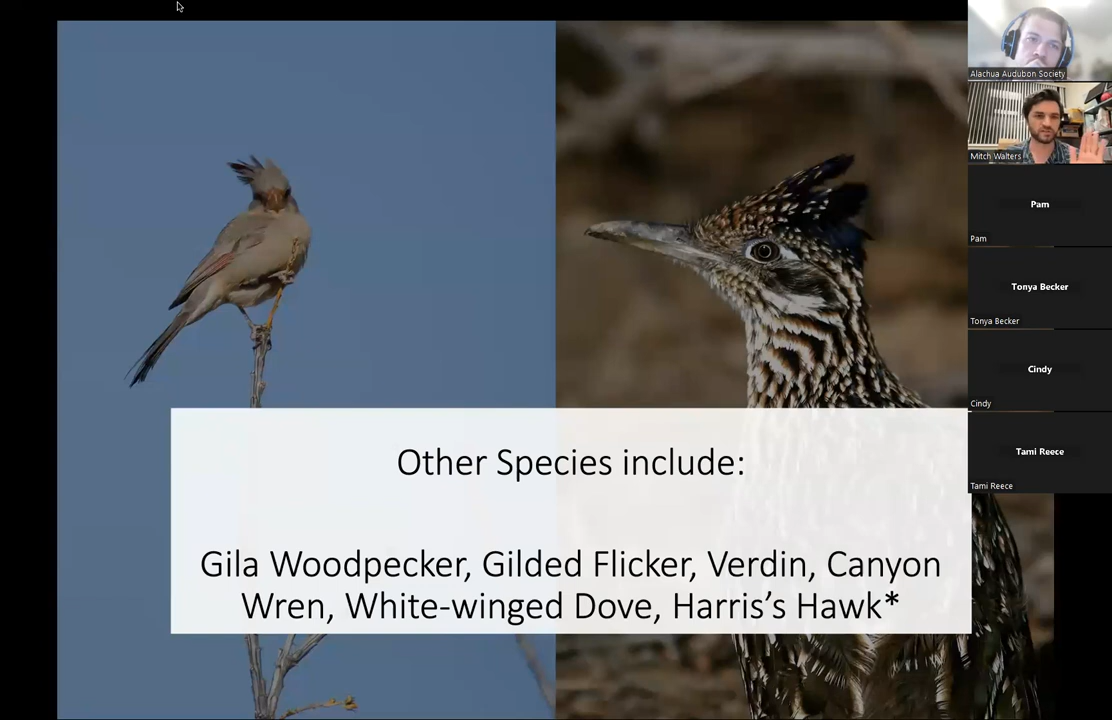 Other Species include:
Gila Woodpecker, Gilded Flicker, Verdin, Canyon
Wren, White-winged Dove, Harris's Hawk*
Alachua Audubon Society
Mitch Walters
Pam
Pam
Tonya Becker
Tonya Becker
Cindy
Cindy
Tami Reece
Tami Reece